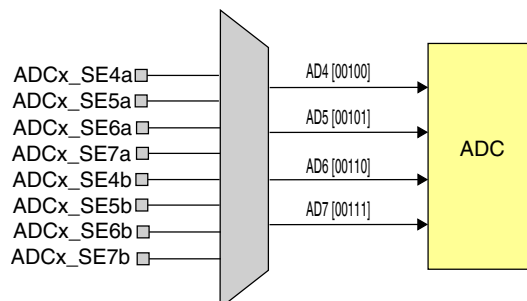 ADCx_SE4a
ADCx_SE5a
ADCx_SE6a
ADCx_SE7a
ADCx_SE4b
ADCx_SE5b
ADCx_SE6b
ADCx_SE7b
AD4 [00100]
AD5 [00101]
AD6 [00110]
AD7 [00111]
ADC